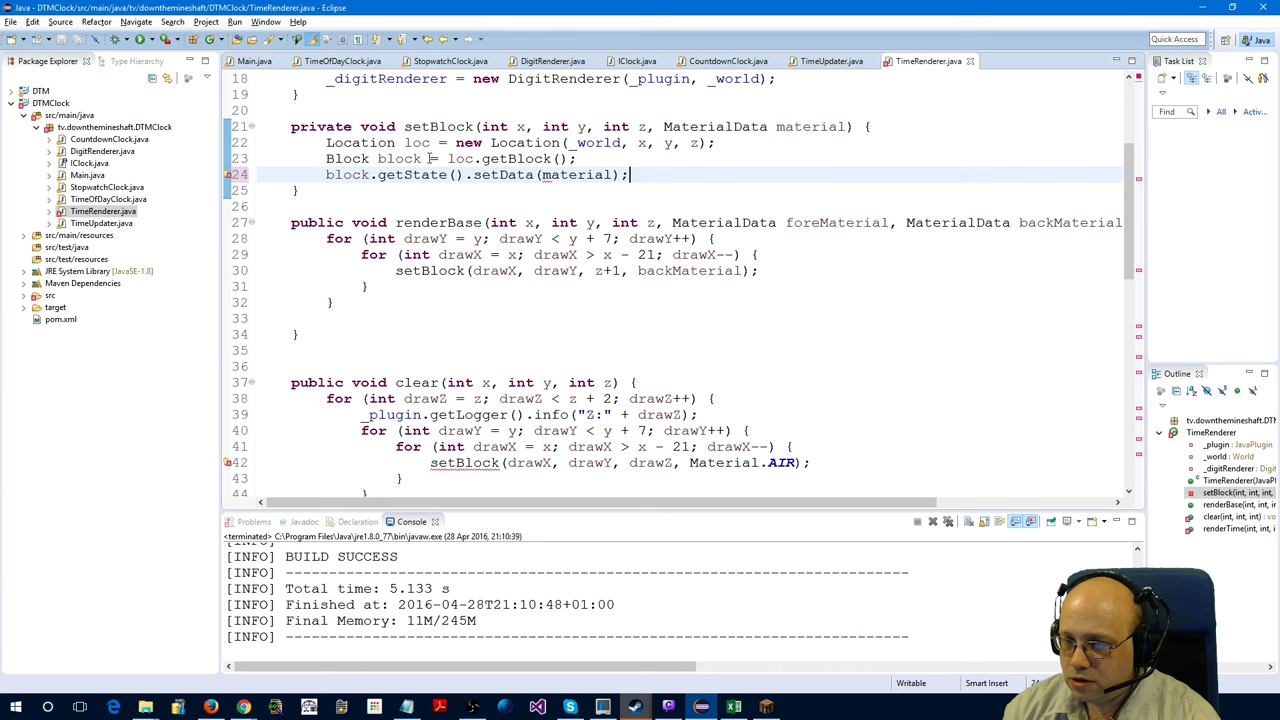 Java - DTMClock/src/main/java/tv/downthemineshaft/DTMClock/TimeRenderer.java - Eclipse
File Edit Source Refactor Navigate Search Project Run Window Help
Quick Access
Java
Package Explorer
Type Hierarchy
Main.java
TimeOfDayClock.java
StopwatchClock.java
DigitRenderer.java
IClock.java
CountdownClock.java
TimeUpdater.java
TimeRenderer.java
Task List
Find
All
Activ...
DTM
DTMClock
src/main/java
tv.downthemineshaft.DTMClock
CountdownClock.java
DigitRenderer.java
IClock.java
Main.java
StopwatchClock.java
TimeOfDayClock.java
TimeRenderer.java
TimeUpdater.java
src/main/resources
src/test/java
src/test/resources
JRE System Library [JavaSE-1.8]
Maven Dependencies
src
target
pom.xml
18 _digitRenderer = new DigitRenderer(_plugin, _world);
19 }
20
21 private void setBlock(int x, int y, int z, MaterialData material) {
22 Location loc = new Location(_world, x, y, z);
23 Block block = loc.getBlock();
24 block.getState().setData(material);
25 }
26
27 public void renderBase(int x, int y, int z, MaterialData foreMaterial, MaterialData backMaterial
28 for (int drawY = y; drawY < y + 7; drawY++) {
29 for (int drawX = x; drawX > x - 21; drawX--) {
30 setBlock(drawX, drawY, z+1, backMaterial);
31 }
32 }
33
34 }
35
36
37 public void clear(int x, int y, int z) {
38 for (int drawZ = z; drawZ < z + 2; drawZ++) {
39 _plugin.getLogger().info("Z:" + drawZ);
40 for (int drawY = y; drawY < y + 7; drawY++) {
41 for (int drawX = x; drawX > x - 21; drawX--) {
42 setBlock(drawX, drawY, drawZ, Material.AIR);
43 }
44 }
Outline
tv.downthemineshaft.
TimeRenderer
_plugin : JavaPlugin
_world : World
_digitRenderer : Digit
TimeRenderer(JavaPl
setBlock(int, int, int,
renderBase(int, int, i
clear(int, int, int) : vo
renderTime(int, int, i
Problems
Javadoc
Declaration
Console
<terminated> C:\Program Files\Java\jre1.8.0_77\bin\javaw.exe (28 Apr 2016, 21:10:39)
[INFO] BUILD SUCCESS
[INFO] ------------------------------------------------------------------------
[INFO] Total time: 5.133 s
[INFO] Finished at: 2016-04-28T21:10:48+01:00
[INFO] Final Memory: 11M/245M
[INFO] ------------------------------------------------------------------------
Writable
Smart Insert